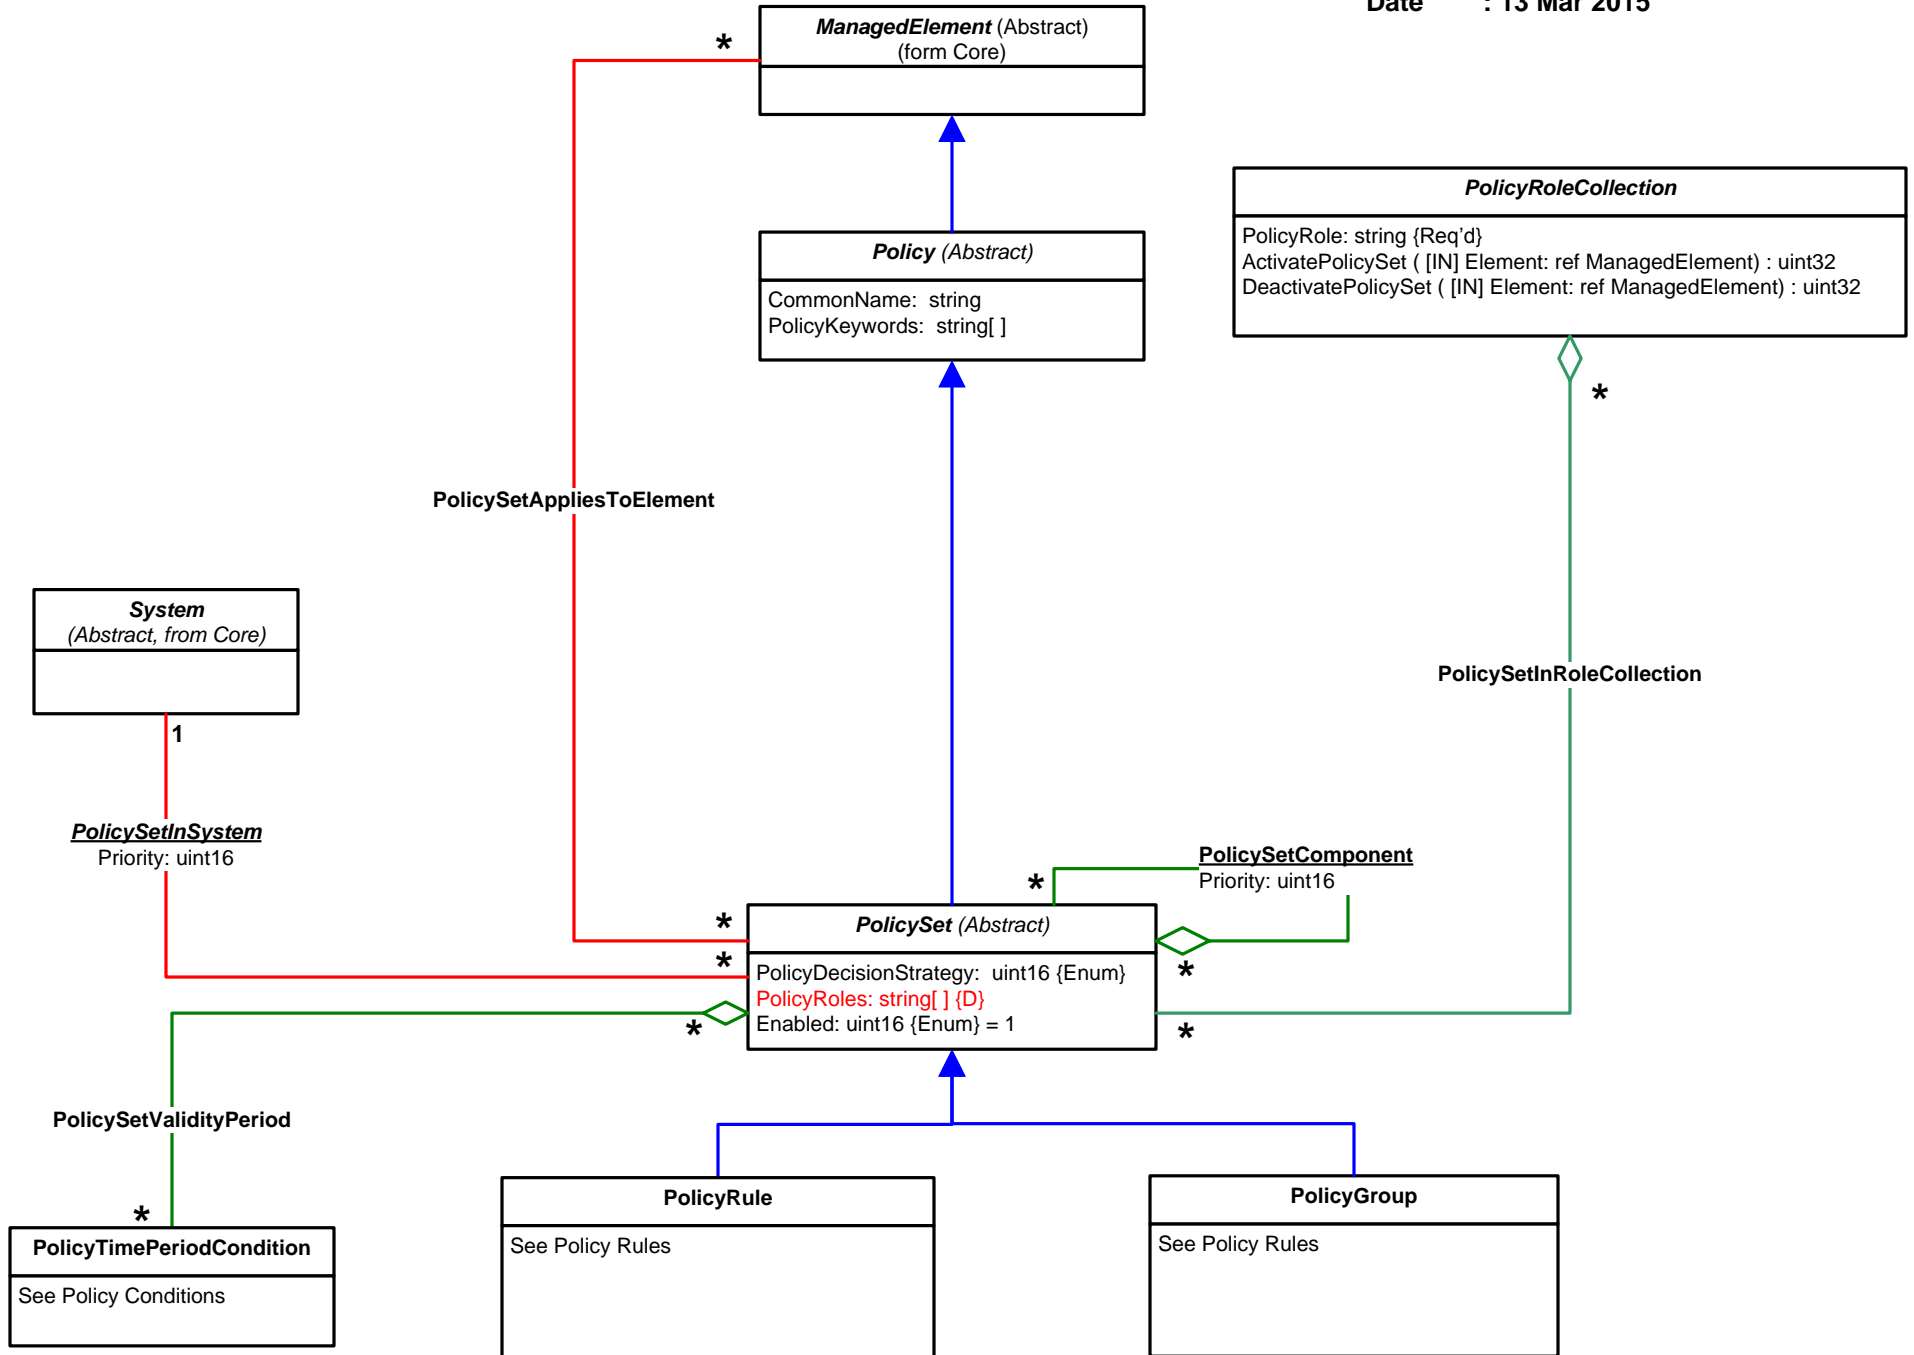 Date : 13 Mar 2015
ManagedElement (Abstract)
(form Core)
*
PolicyRoleCollection
PolicyRole: string {Req'd}
ActivatePolicySet ( [IN] Element: ref ManagedElement) : uint32
DeactivatePolicySet ( [IN] Element: ref ManagedElement) : uint32
*
Policy (Abstract)
CommonName: string
PolicyKeywords: string[ ]
PolicySetAppliesToElement
System
(Abstract, from Core)
1
PolicySetInRoleCollection
PolicySetInSystem
Priority: uint16
PolicySetComponent
Priority: uint16
*
*
*
PolicySet (Abstract)
PolicyDecisionStrategy: uint16 {Enum}
PolicyRoles: string[ ] {D}
Enabled: uint16 {Enum} = 1
*
*
*
PolicySetValidityPeriod
*
PolicyTimePeriodCondition
See Policy Conditions
PolicyRule
See Policy Rules
PolicyGroup
See Policy Rules